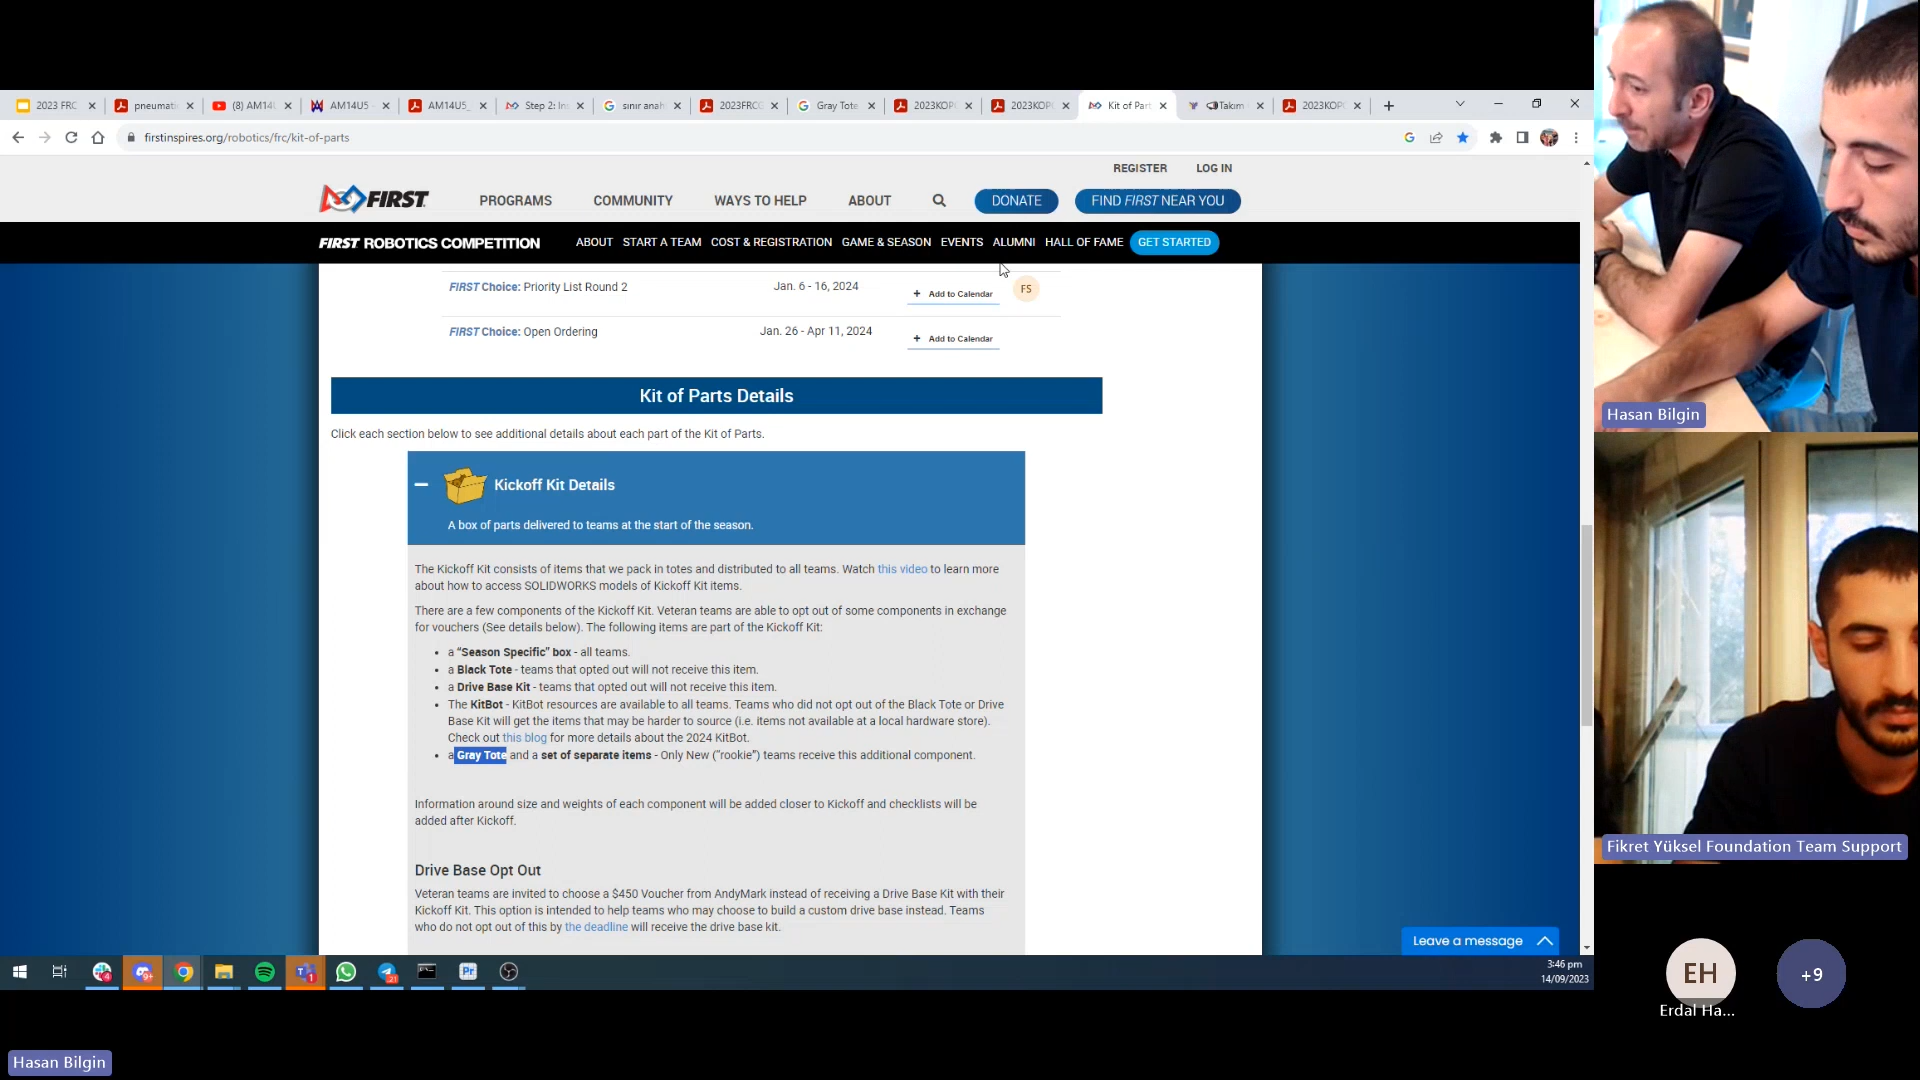 2023 FRC
pneumati
(8) AM14U
AM14U5
AM14U5_
Step 2: In
sınır anah
2023FRC
Gray Tote
2023KOP
2023KOP
Kit of Part
Takım
2023KOP
firstinspires.org/robotics/frc/kit-of-parts
REGISTER LOG IN
FIRST PROGRAMS COMMUNITY WAYS TO HELP ABOUT DONATE FIND FIRST NEAR YOU
FIRST ROBOTICS COMPETITION ABOUT START A TEAM COST & REGISTRATION GAME & SEASON EVENTS ALUMNI HALL OF FAME GET STARTED
FIRST Choice: Priority List Round 2 Jan. 6 - 16, 2024 + Add to Calendar FS
FIRST Choice: Open Ordering Jan. 26 - Apr 11, 2024 + Add to Calendar
Kit of Parts Details
Click each section below to see additional details about each part of the Kit of Parts.
Kickoff Kit Details
A box of parts delivered to teams at the start of the season.
The Kickoff Kit consists of items that we pack in totes and distributed to all teams. Watch this video to learn more
about how to access SOLIDWORKS models of Kickoff Kit items.
There are a few components of the Kickoff Kit. Veteran teams are able to opt out of some components in exchange
for vouchers (See details below). The following items are part of the Kickoff Kit:
• a “Season Specific” box - all teams.
• a Black Tote - teams that opted out will not receive this item.
• a Drive Base Kit - teams that opted out will not receive this item.
• The KitBot - KitBot resources are available to all teams. Teams who did not opt out of the Black Tote or Drive
Base Kit will get the items that may be harder to source (i.e. items not available at a local hardware store).
Check out this blog for more details about the 2024 KitBot.
• a Gray Tote and a set of separate items - Only New (“rookie”) teams receive this additional component.
Information around size and weights of each component will be added closer to Kickoff and checklists will be
added after Kickoff.
Drive Base Opt Out
Veteran teams are invited to choose a $450 Voucher from AndyMark instead of receiving a Drive Base Kit with their
Kickoff Kit. This option is intended to help teams who may choose to build a custom drive base instead. Teams
who do not opt out of this by the deadline will receive the drive base kit.
Leave a message
3:46 pm
14/09/2023
Hasan Bilgin
Fikret Yüksel Foundation Team Support
EH
+9
Erdal Ha...
Hasan Bilgin